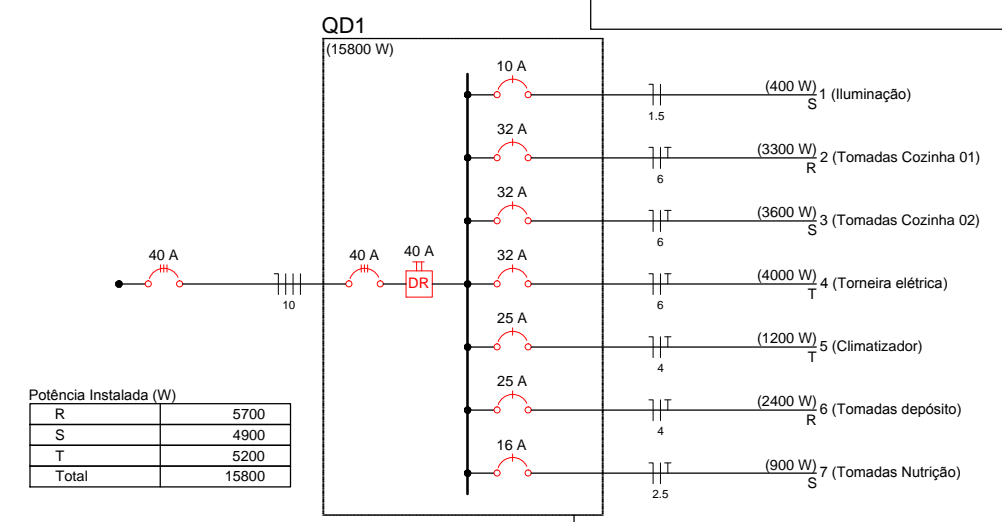 QD1
(15800 W)
10 A
(400 W)
S
1 (Iluminação)
1.5
32 A
(3300 W)
R
2 (Tomadas Cozinha 01)
6
32 A
(3600 W)
S
3 (Tomadas Cozinha 02)
6
40 A
10
40 A
40 A
DR
32 A
(4000 W)
T
4 (Torneira elétrica)
6
25 A
(1200 W)
T
5 (Climatizador)
4
25 A
(2400 W)
R
6 (Tomadas depósito)
4
16 A
(900 W)
S
7 (Tomadas Nutrição)
2.5
Potência Instalada (W)
R 5700
S 4900
T 5200
Total 15800